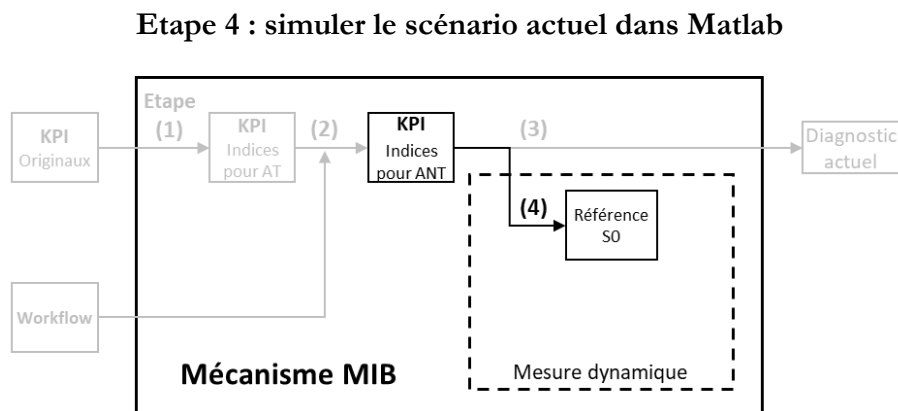 Etape 4 : simuler le scénario actuel dans Matlab
Etape
(1)
(2)
(3)
KPI
Originaux
KPI
Indices
pour AT
KPI
Indices
pour ANT
Diagnostic
actuel
(4)
Référence
S0
Workflow
Mécanisme MIB
Mesure dynamique